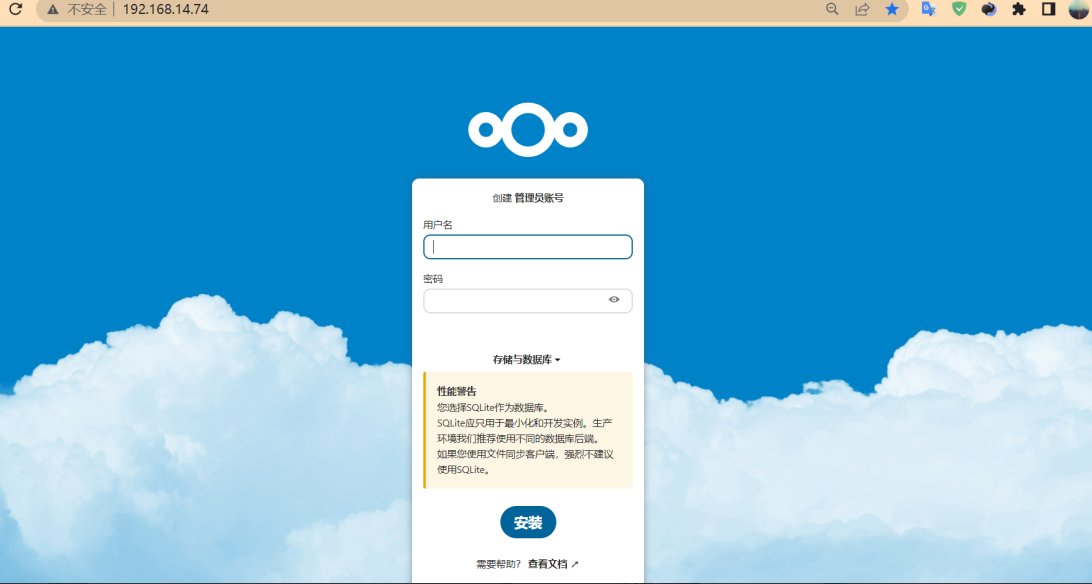 不安全 192.168.14.74
创建 管理员账号
用户名
密码
存储与数据库
性能警告
您选择SQLite作为数据库。
SQLite应只用于最小化和开发实例。生产
环境我们推荐使用不同的数据库后端。
如果您使用文件同步客户端，强烈不建议
使用SQLite。
安装
需要帮助？ 查看文档 ↗